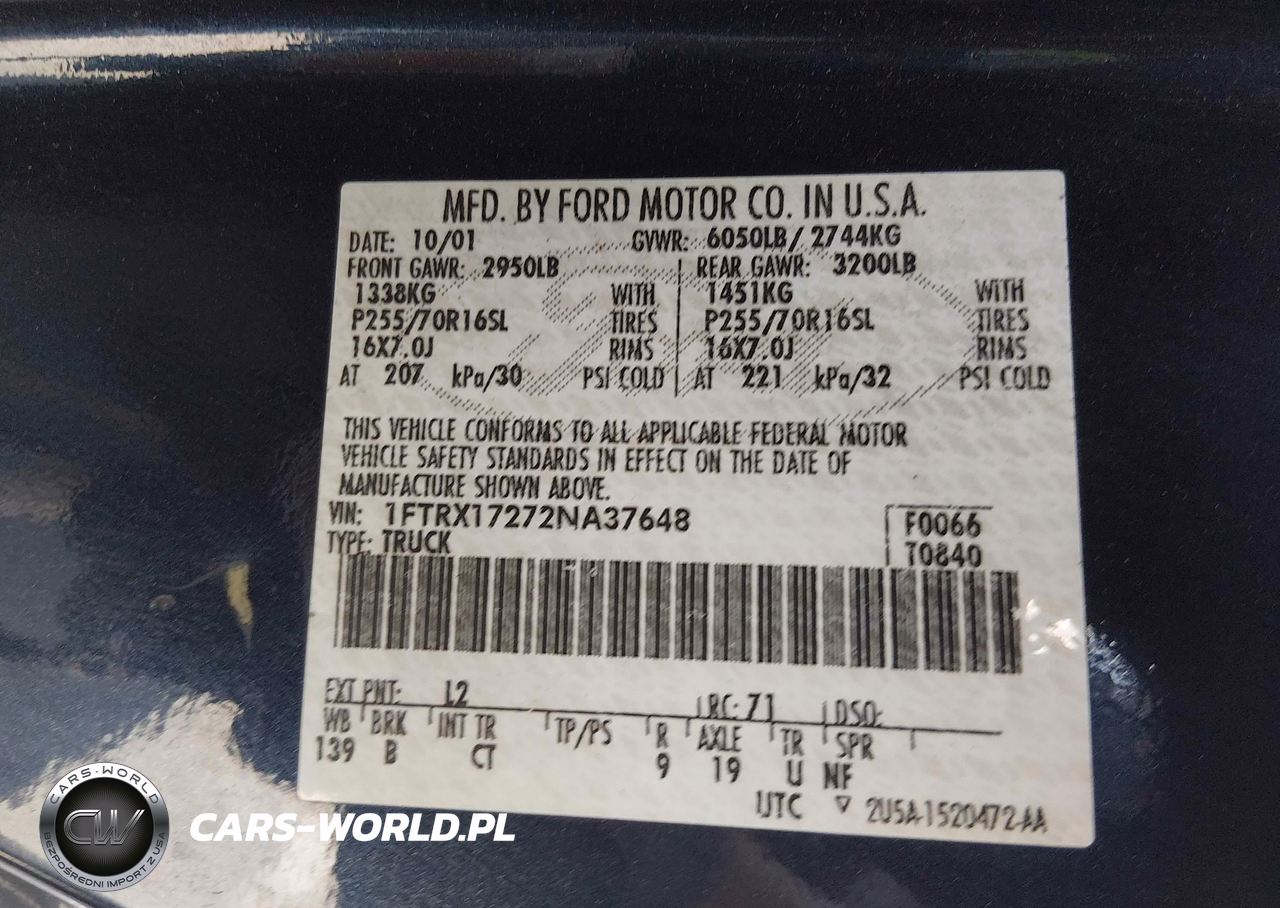 MFD. BY FORD MOTOR CO. IN U.S.A.
DATE: 10/01 GVWR: 6050LB/ 2744KG
FRONT GAWR: 2950LB REAR GAWR: 3200LB
1338KG WITH 1451KG WITH
P255/70R16SL TIRES P255/70R16SL TIRES
16X7.0J RIMS 16X7.0J RIMS
AT 207 kPa/30 PSI COLD AT 221 kPa/32 PSI COLD
THIS VEHICLE CONFORMS TO ALL APPLICABLE FEDERAL MOTOR
VEHICLE SAFETY STANDARDS IN EFFECT ON THE DATE OF
MANUFACTURE SHOWN ABOVE.
VIN: 1FTRX17272NA37648 F0066
TYPE: TRUCK T0840
EXT PNT: L2 RC: 71 DSO:
WB BRK INT TR TP/PS R AXLE TR SPR
139 B CT 9 19 U NF
UTC ▽ 2U5A-1520472-AA
CARS-WORLD
CW
BEZPOŚREDNI IMPORT Z USA
CARS-WORLD.PL